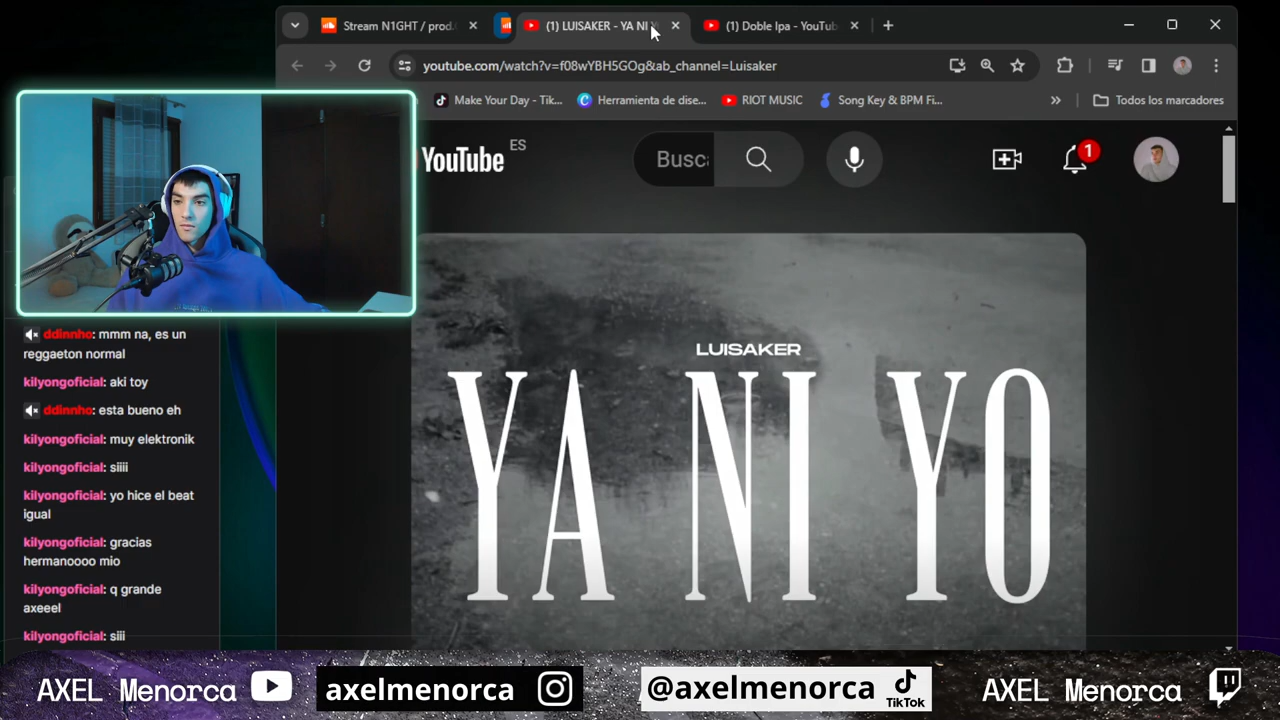 Stream N1GHT / prod.
(1) LUISAKER - YA NI
(1) Doble Ipa - YouTub
youtube.com/watch?v=f08wYBH5GOg&ab_channel=Luisaker
Make Your Day - Tik...
Herramienta de dise...
RIOT MUSIC
Song Key & BPM Fi...
Todos los marcadores
YouTube
ES
Busc
1
LUISAKER
YA NI YO
ddinnho: mmm na, es un
reggaeton normal
kilyongoficial: aki toy
ddinnho: esta bueno eh
kilyongoficial: muy elektronik
kilyongoficial: siiii
kilyongoficial: yo hice el beat
igual
kilyongoficial: gracias
hermanoooo mio
kilyongoficial: q grande
axeeel
kilyongoficial: siii
AXEL Menorca
axelmenorca
@axelmenorca
TikTok
AXEL Menorca